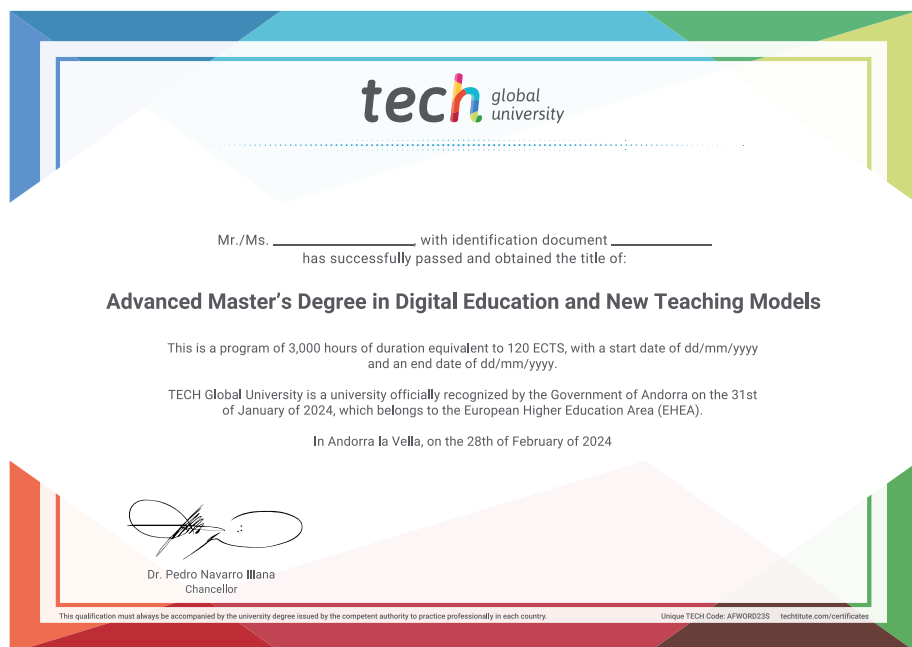 tech global university
Mr./Ms. ____________, with identification document ____________
has successfully passed and obtained the title of:
Advanced Master's Degree in Digital Education and New Teaching Models
This is a program of 3,000 hours of duration equivalent to 120 ECTS, with a start date of dd/mm/yyyy
and an end date of dd/mm/yyyy.
TECH Global University is a university officially recognized by the Government of Andorra on the 31st
of January of 2024, which belongs to the European Higher Education Area (EHEA).
In Andorra la Vella, on the 28th of February of 2024
Dr. Pedro Navarro Illana
Chancellor
This qualification must always be accompanied by the university degree issued by the competent authority to practice professionally in each country.
Unique TECH Code: AFWORD23S techtitute.com/certificates